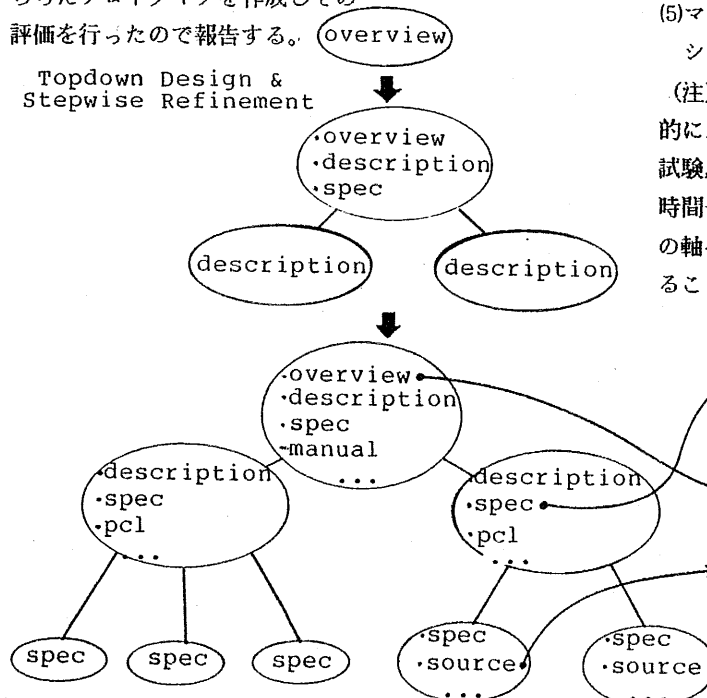 評価を行ったので報告する。
overview
Topdown Design &
Stepwise Refinement
・overview
・description
・spec
description
description
・overview
・description
・spec
・manual
...
・description
・spec
・pcl
...
・description
・spec
・pcl
...
spec
spec
spec
・spec
・source
...
・spec
・source
...
(5)マ
シ
(注)
的に
試験
時間
の軸
るこ